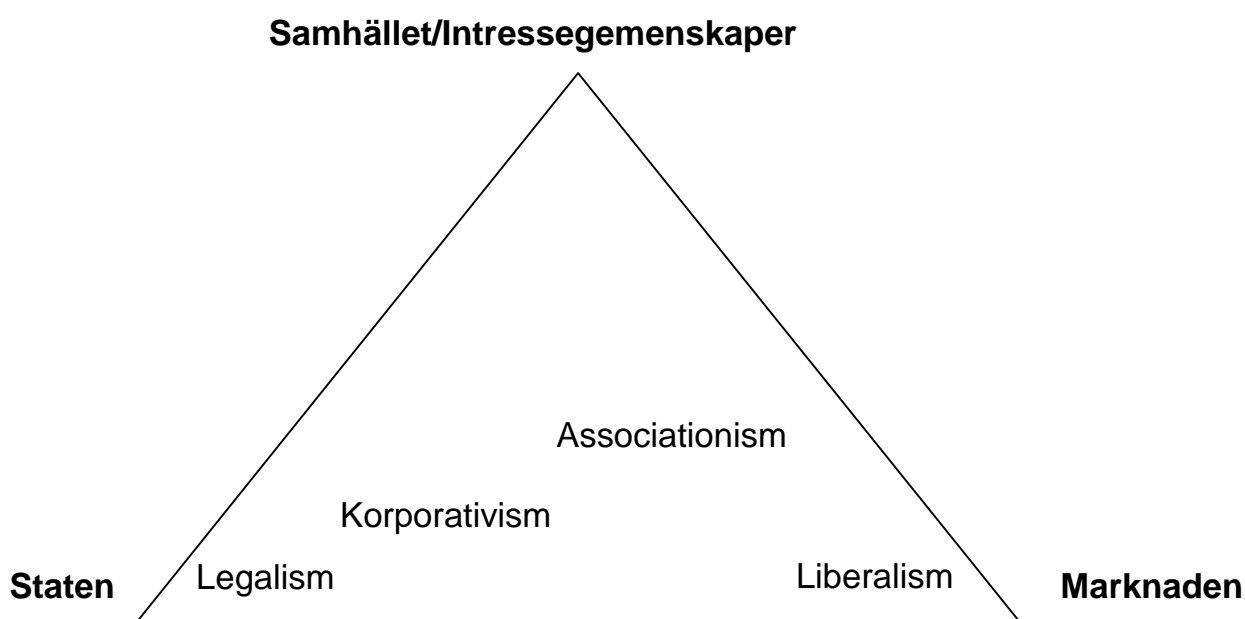 Samhället/Intressegemenskaper
Associationism
Korporativism
Staten
Legalism
Liberalism
Marknaden